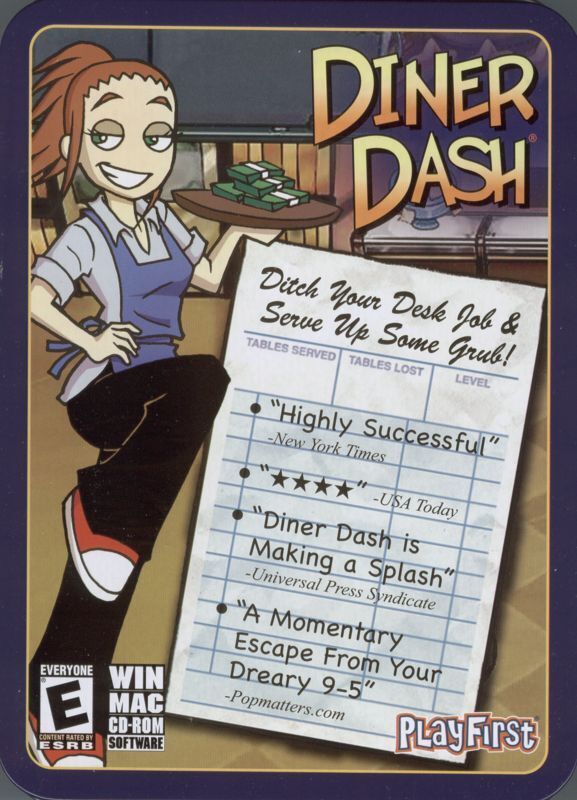 DINER
DASH®
Ditch Your Desk Job &
Serve Up Some Grub!
TABLES SERVED
TABLES LOST
LEVEL
• "Highly Successful"
-New York Times
• "★★★★" -USA Today
• "Diner Dash is
Making a Splash"
-Universal Press Syndicate
• "A Momentary
Escape From Your
Dreary 9-5"
-Popmatters.com
EVERYONE
E
®
CONTENT RATED BY
ESRB
WIN
MAC
CD-ROM
SOFTWARE
PLAYFIRST